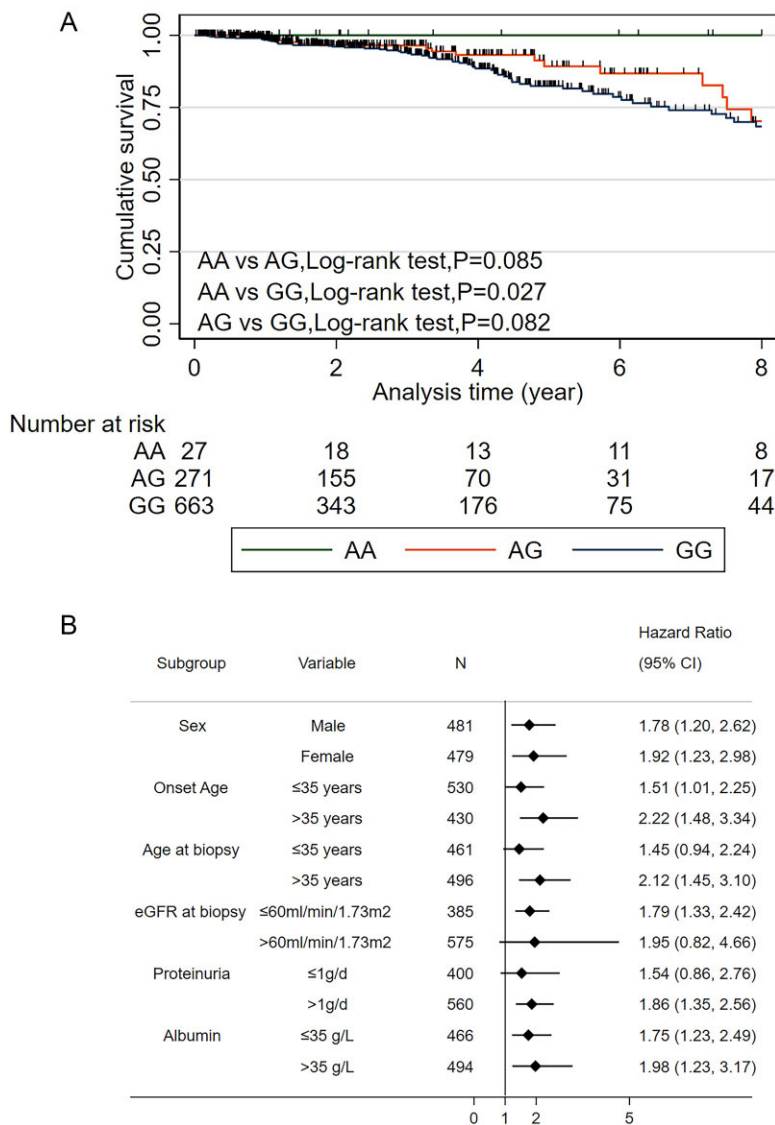 A
Cumulative survival
1.00
0.75
0.50
0.25
0.00
AA vs AG,Log-rank test,P=0.085
AA vs GG,Log-rank test,P=0.027
AG vs GG,Log-rank test,P=0.082
0 2 4 6 8
Analysis time (year)
Number at risk
AA 27 18 13 11 8
AG 271 155 70 31 17
GG 663 343 176 75 44
AA AG GG
B
Hazard Ratio
Subgroup Variable N (95% CI)
Sex Male 481 1.78 (1.20, 2.62)
Female 479 1.92 (1.23, 2.98)
Onset Age ≤35 years 530 1.51 (1.01, 2.25)
>35 years 430 2.22 (1.48, 3.34)
Age at biopsy ≤35 years 461 1.45 (0.94, 2.24)
>35 years 496 2.12 (1.45, 3.10)
eGFR at biopsy ≤60ml/min/1.73m2 385 1.79 (1.33, 2.42)
>60ml/min/1.73m2 575 1.95 (0.82, 4.66)
Proteinuria ≤1g/d 400 1.54 (0.86, 2.76)
>1g/d 560 1.86 (1.35, 2.56)
Albumin ≤35 g/L 466 1.75 (1.23, 2.49)
>35 g/L 494 1.98 (1.23, 3.17)
0 1 2 5